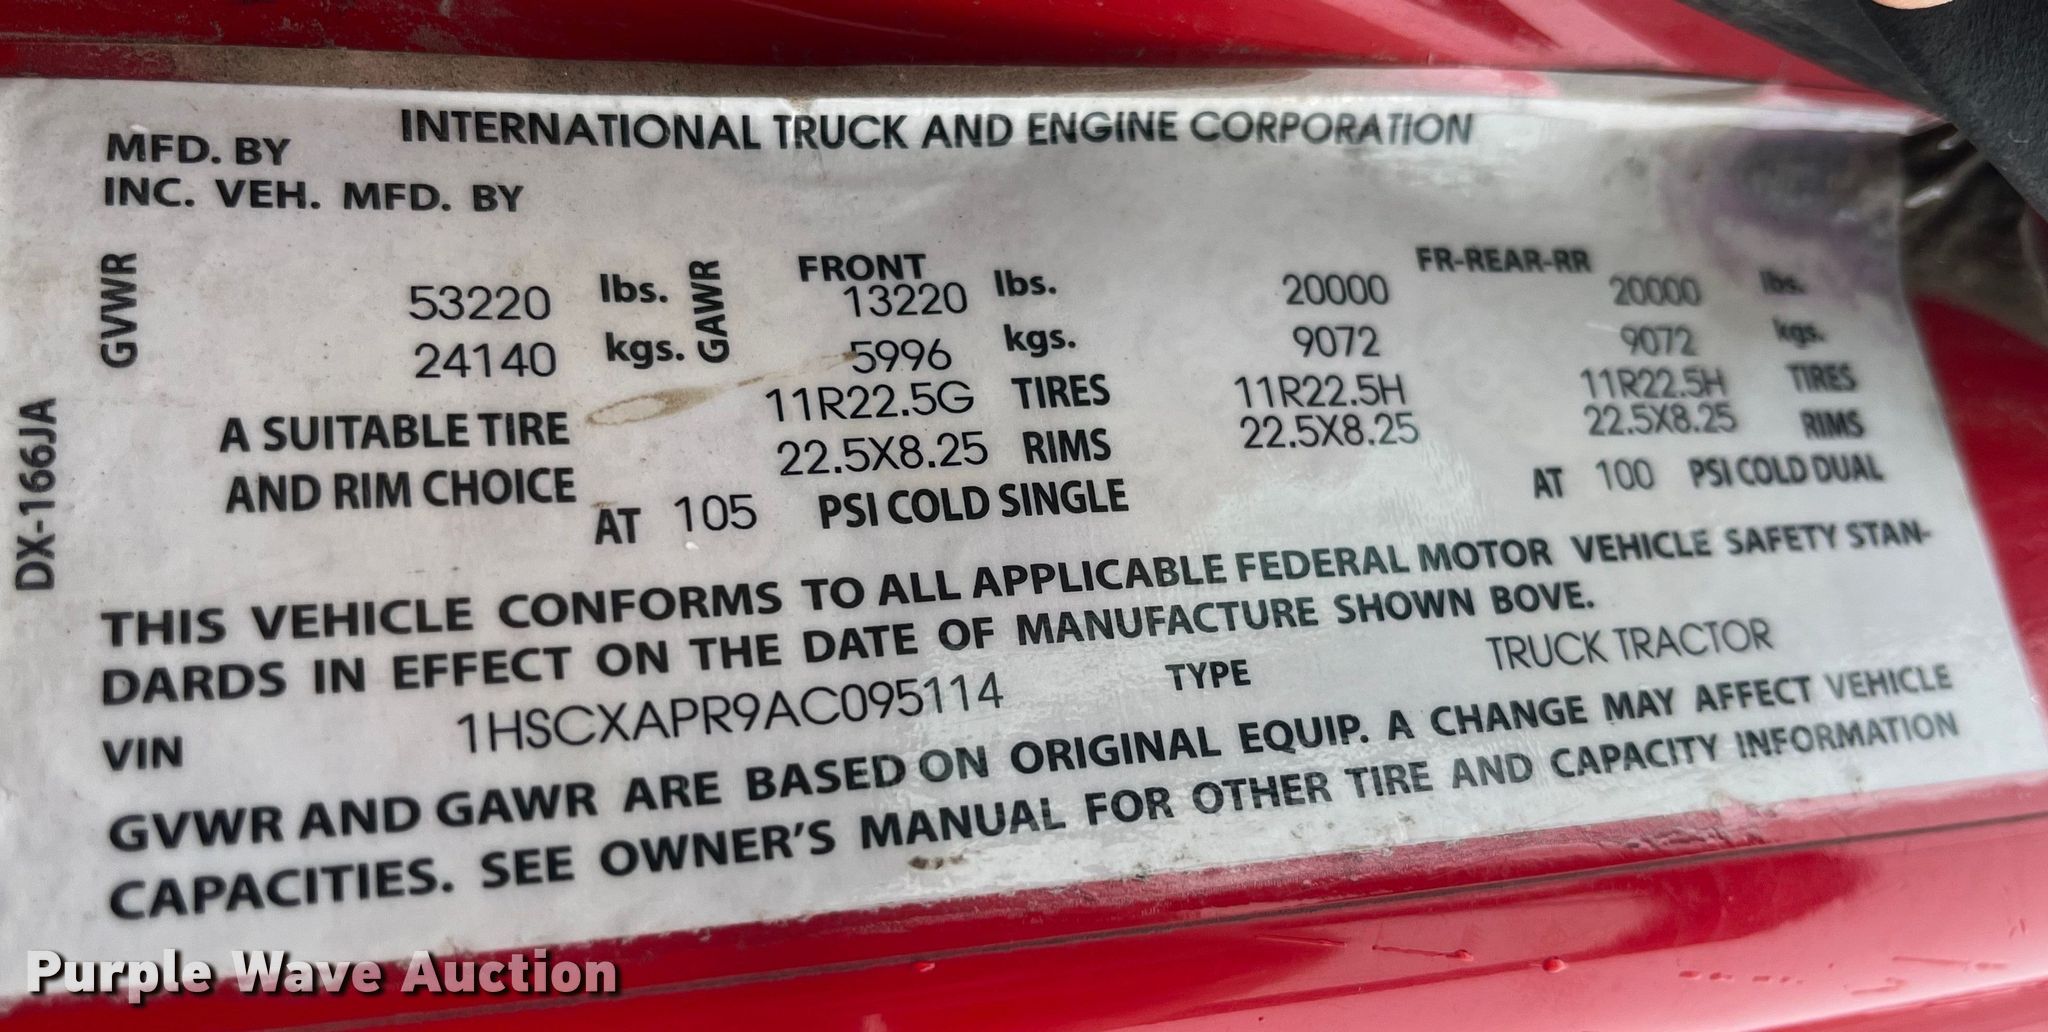 MFD. BY INTERNATIONAL TRUCK AND ENGINE CORPORATION
INC. VEH. MFD. BY
GVWR
GAWR
FRONT FR-REAR-RR
53220 lbs. 13220 lbs. 20000 20000 lbs.
24140 kgs. 5996 kgs. 9072 9072 kgs.
A SUITABLE TIRE 11R22.5G TIRES 11R22.5H 11R22.5H TIRES
AND RIM CHOICE 22.5X8.25 RIMS 22.5X8.25 22.5X8.25 RIMS
AT 105 PSI COLD SINGLE AT 100 PSI COLD DUAL
DX-166JA
THIS VEHICLE CONFORMS TO ALL APPLICABLE FEDERAL MOTOR VEHICLE SAFETY STAN-
DARDS IN EFFECT ON THE DATE OF MANUFACTURE SHOWN BOVE.
VIN 1HSCXAPR9AC095114 TYPE TRUCK TRACTOR
GVWR AND GAWR ARE BASED ON ORIGINAL EQUIP. A CHANGE MAY AFFECT VEHICLE
CAPACITIES. SEE OWNER'S MANUAL FOR OTHER TIRE AND CAPACITY INFORMATION
Purple Wave Auction